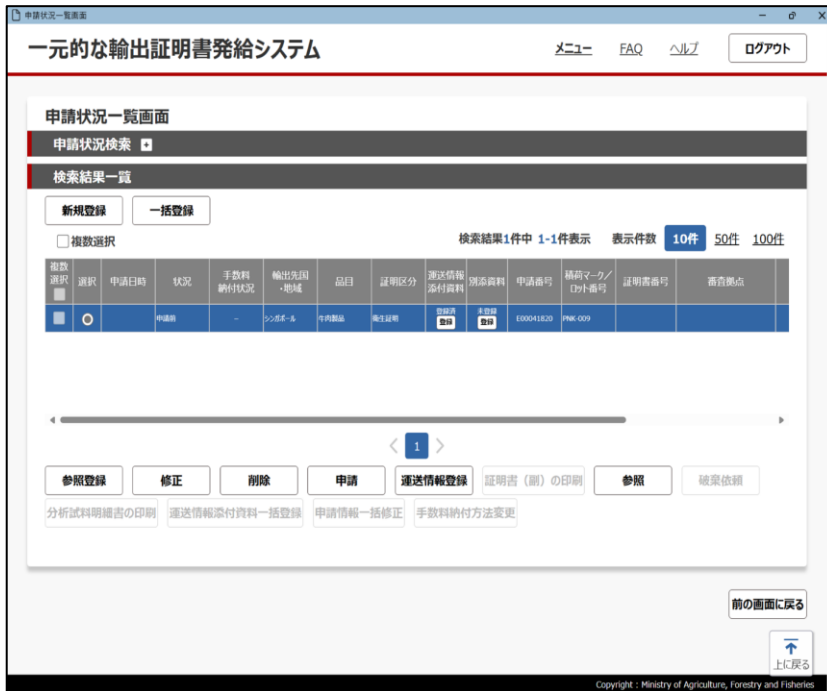 申請状況一覧画面
一元的な輸出証明書発給システム メニュー FAQ ヘルプ ログアウト
申請状況一覧画面
申請状況検索 +
検索結果一覧
新規登録 一括登録
複数選択 検索結果1件中 1-1件表示 表示件数 10件 50件 100件
複数選択 選択 申請日時 状況 手数料納付状況 輸出先国・地域 品目 証明区分 運送情報添付資料 別添資料 申請番号 積荷マーク/ロット番号 証明書番号 審査拠点
申請前 - シンガポール 牛肉製品 衛生証明 登録済 登録 未登録 登録 E00041820 PNK-009
1
参照登録 修正 削除 申請 運送情報登録 証明書（副）の印刷 参照 破棄依頼
分析試料明細書の印刷 運送情報添付資料一括登録 申請情報一括修正 手数料納付方法変更
前の画面に戻る
上に戻る
Copyright : Ministry of Agriculture, Forestry and Fisheries